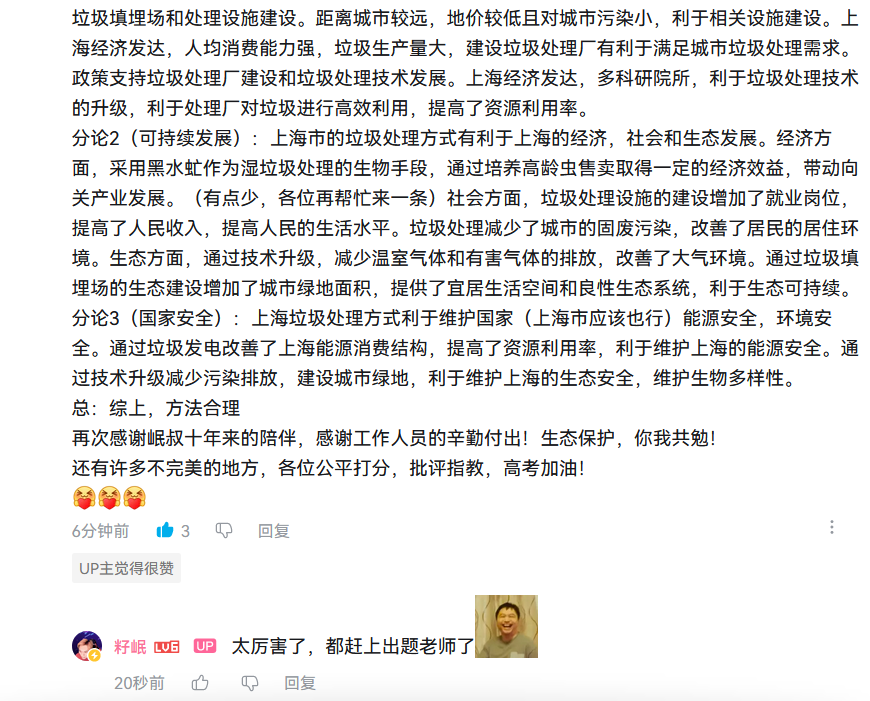 垃圾填埋场和处理设施建设。距离城市较远，地价较低且对城市污染小，利于相关设施建设。上
海经济发达，人均消费能力强，垃圾生产量大，建设垃圾处理厂有利于满足城市垃圾处理需求。
政策支持垃圾处理厂建设和垃圾处理技术发展。上海经济发达，多科研院所，利于垃圾处理技术
的升级，利于处理厂对垃圾进行高效利用，提高了资源利用率。
分论2（可持续发展）：上海市的垃圾处理方式有利于上海的经济，社会和生态发展。经济方
面，采用黑水虻作为湿垃圾处理的生物手段，通过培养高龄虫售卖取得一定的经济效益，带动向
关产业发展。（有点少，各位再帮忙来一条）社会方面，垃圾处理设施的建设增加了就业岗位，
提高了人民收入，提高人民的生活水平。垃圾处理减少了城市的固废污染，改善了居民的居住环
境。生态方面，通过技术升级，减少温室气体和有害气体的排放，改善了大气环境。通过垃圾填
埋场的生态建设增加了城市绿地面积，提供了宜居生活空间和良性生态系统，利于生态可持续。
分论3（国家安全）：上海垃圾处理方式利于维护国家（上海市应该也行）能源安全，环境安
全。通过垃圾发电改善了上海能源消费结构，提高了资源利用率，利于维护上海的能源安全。通
过技术升级减少污染排放，建设城市绿地，利于维护上海的生态安全，维护生物多样性。
总：综上，方法合理
再次感谢岷叔十年来的陪伴，感谢工作人员的辛勤付出！生态保护，你我共勉！
还有许多不完美的地方，各位公平打分，批评指教，高考加油！
6分钟前 3 回复
UP主觉得很赞
籽岷 LV6 UP 太厉害了，都赶上出题老师了
20秒前 回复